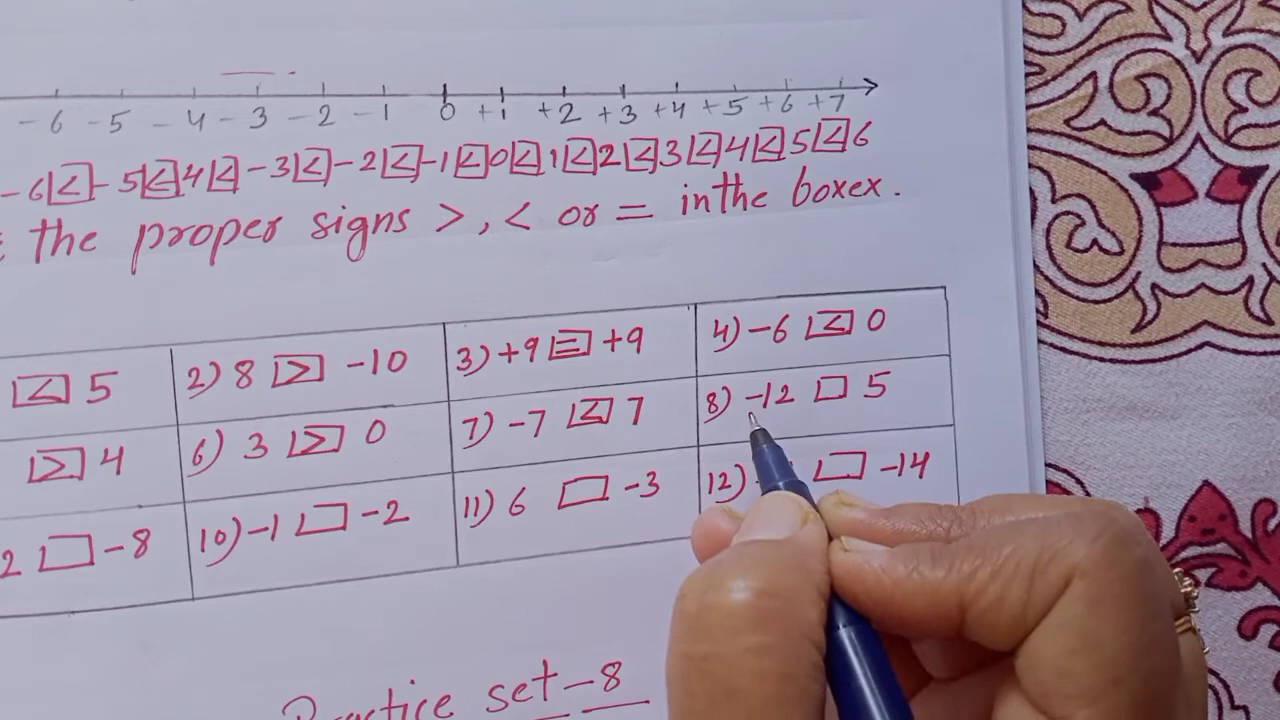 -6 -5 -4 -3 -2 -1 0 +1 +2 +3 +4 +5 +6 +7
-6 < -5 < 4 < -3 < -2 < -1 < 0 < 1 < 2 < 3 < 4 < 5 < 6
the proper signs >, < or = in the boxex.
< 5 2) 8 > -10 3) +9 = +9 4) -6 < 0
> 4 6) 3 > 0 7) -7 < 7 8) -12 □ 5
2 □ -8 10) -1 □ -2 11) 6 □ -3 12) □ -14
Practice set-8